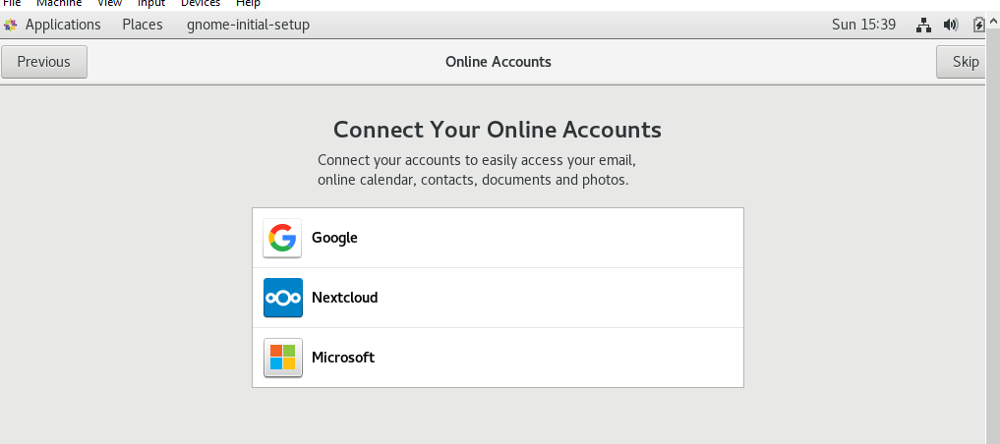 File Machine View Input Devices Help
Applications Places gnome-initial-setup Sun 15:39
Previous Online Accounts Skip
Connect Your Online Accounts
Connect your accounts to easily access your email,
online calendar, contacts, documents and photos.
Google
Nextcloud
Microsoft